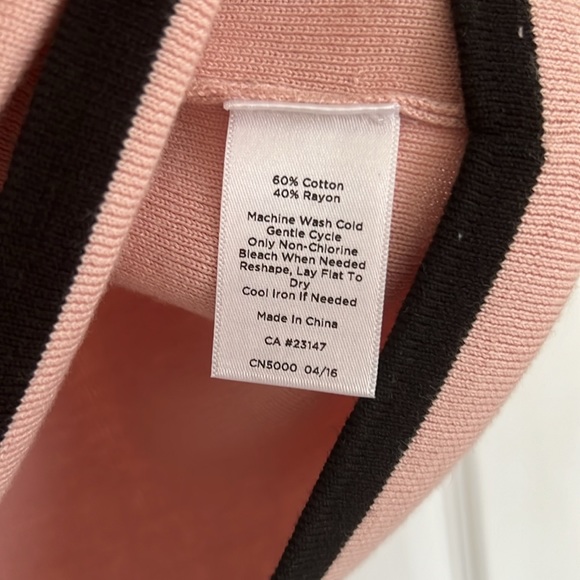 60% Cotton
40% Rayon
Machine Wash Cold
Gentle Cycle
Only Non-Chlorine
Bleach When Needed
Reshape, Lay Flat To
Dry
Cool Iron If Needed
Made In China
CA #23147
CN5000 04/16